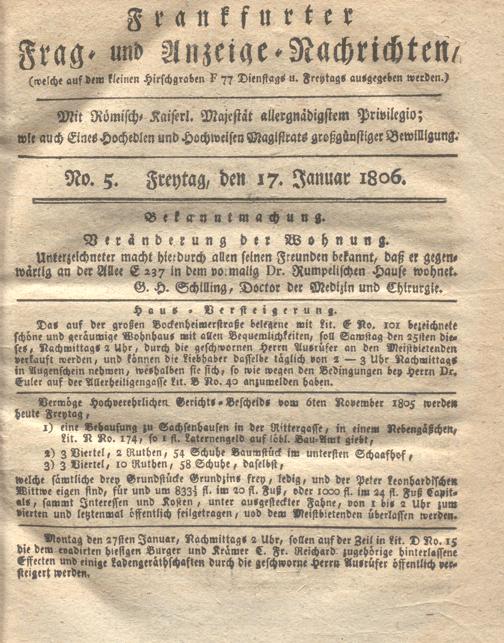 Frankfurter
Frag- und Anzeige-Nachrichten,
(welche auf dem kleinen Hirschgraben F 77 Dienstags u. Freytags ausgegeben werden.)
Mit Römisch-Kaiserl. Majestät allergnädigstem Privilegio;
wie auch Eines Hochedlen und Hochweisen Magistrats großgünstiger Bewilligung.
No. 5. Freytag, den 17. Januar 1806.
Bekanntmachung.
Veränderung der Wohnung.
Unterzeichneter macht hierdurch allen seinen Freunden bekannt, daß er gegen-
wärtig an der Allee E 237 in dem vormalig Dr. Rumpelischen Hause wohnet.
G. H. Schilling, Doctor der Medizin und Chirurgie.
Haus-Versteigerung.
Das auf der großen Bockenheimerstraße belegene mit Lit. E No. 101 bezeichnete
schöne und geräumige Wohnhaus mit allen Bequemlichkeiten, soll Samstag den 25sten die-
ses, Nachmittags 2 Uhr, durch die geschwornen Herrn Ausrüfer an den Meistbietenden
verkauft werden, und können die Liebhaber dasselbe täglich von 2 — 3 Uhr Nachmittags
in Augenschein nehmen, weshalben sie sich, so wie wegen den Bedingungen bey Herrn Dr.
Euler auf der Allerheiligengasse Lit. B No. 40 anzumelden haben.
Vermöge Hochverehrlichen Gerichts-Bescheids vom 6ten November 1805 werden
heute Freytag,
1) eine Behaußung zu Sachsenhausen in der Rittergasse, in einem Nebengäßchen,
Lit. N No. 174, so 1 fl. Laternengeld auf löbl. Bau-Amt giebt,
2) 3 Viertel, 2 Ruthen, 54 Schuhe Baumstück im untersten Schaafhof,
3) 3 Viertel, 10 Ruthen, 58 Schuhe, daselbst,
welche sämtliche drey Grundstücke Grundzins frey, ledig, und der Peter Leonhardischen
Wittwe eigen sind, für und um 833⅓ fl. im 20 fl. Fuß, oder 1000 fl. im 24 fl. Fuß Capit-
als, sammt Interessen und Kosten, unter ausgesteckter Fahne, von 1 bis 2 Uhr zum
vierten und letztenmal öffentlich feilgetragen, und dem Meistbietenden überlassen werden.
Montag den 27sten Januar, Nachmittags 2 Uhr, sollen auf der Zeil in Lit. D No. 15
die dem evadirten hiesigen Burger und Krämer C. Fr. Reichard zugehörige hinterlassene
Effecten und einige Ladengeräthschaften durch die geschworne Herrn Ausrüfer öffentlich ver-
steigert werden.